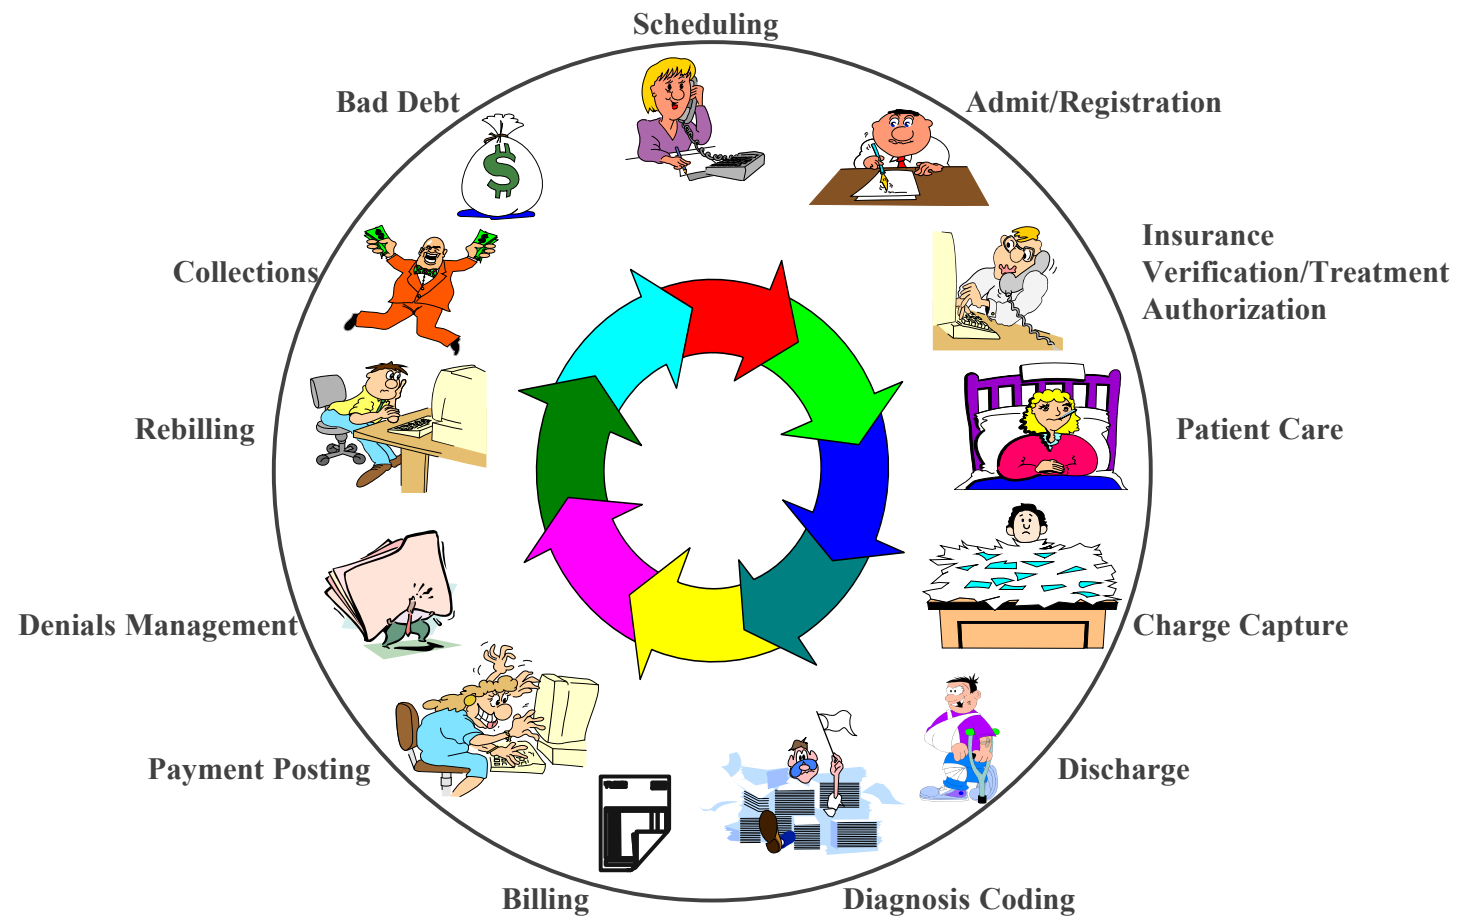 Scheduling
Bad Debt
Admit/Registration
Insurance
Verification/Treatment
Authorization
Collections
Rebilling
Patient Care
Denials Management
Charge Capture
Payment Posting
Discharge
Billing
Diagnosis Coding
$